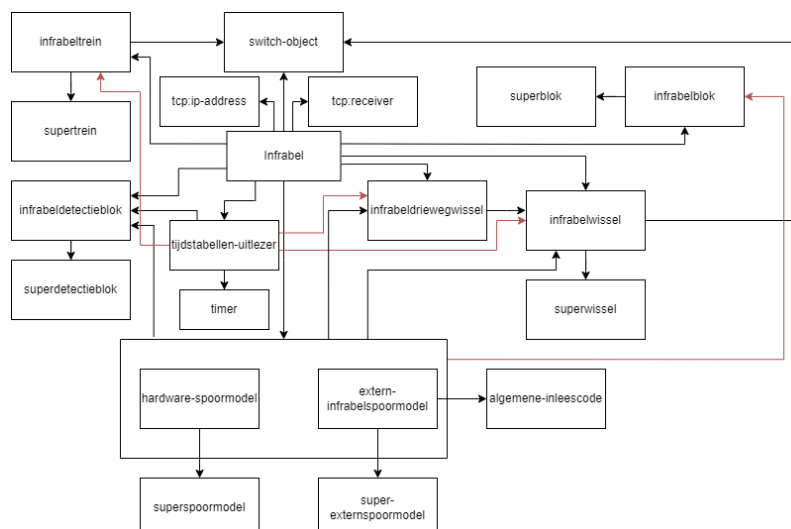 infrabeltrein
switch-object
tcp:ip-address
tcp:receiver
superblok
infrabelblok
supertrein
Infrabel
infrabeldetectieblok
infrabeldriewegwissel
infrabelwissel
tijdstabellen-uitlezer
superdetectieblok
timer
superwissel
hardware-spoormodel
extern-
infrabelspoormodel
algemene-inleescode
superspoormodel
super-
externspoormodel